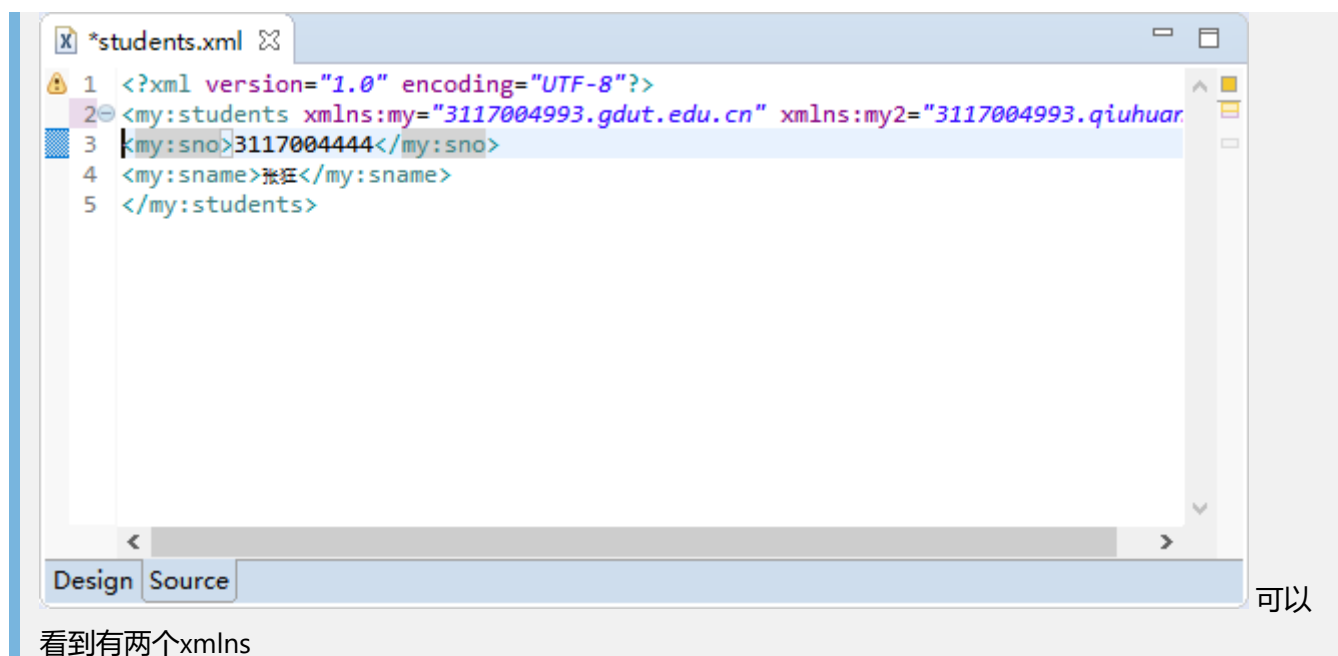 *students.xml
1 <?xml version="1.0" encoding="UTF-8"?>
2 <my:students xmlns:my="3117004993.gdut.edu.cn" xmlns:my2="3117004993.qiuhuar
3 <my:sno>3117004444</my:sno>
4 <my:sname>张狂</my:sname>
5 </my:students>
Design Source
可以
看到有两个xmlns